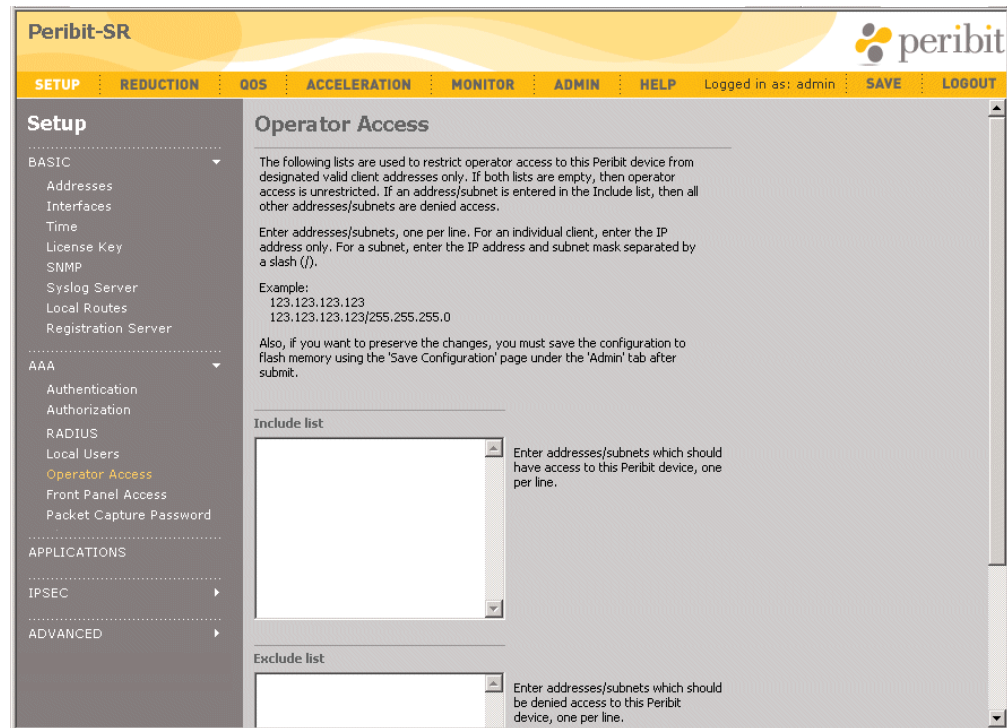 Peribit-SR
peribit
SETUP REDUCTION QOS ACCELERATION MONITOR ADMIN HELP Logged in as: admin SAVE LOGOUT
Setup
BASIC
Addresses
Interfaces
Time
License Key
SNMP
Syslog Server
Local Routes
Registration Server
AAA
Authentication
Authorization
RADIUS
Local Users
Operator Access
Front Panel Access
Packet Capture Password
APPLICATIONS
IPSEC
ADVANCED
Operator Access
The following lists are used to restrict operator access to this Peribit device from
designated valid client addresses only. If both lists are empty, then operator
access is unrestricted. If an address/subnet is entered in the Include list, then all
other addresses/subnets are denied access.
Enter addresses/subnets, one per line. For an individual client, enter the IP
address only. For a subnet, enter the IP address and subnet mask separated by
a slash (/).
Example:
123.123.123.123
123.123.123.123/255.255.255.0
Also, if you want to preserve the changes, you must save the configuration to
flash memory using the 'Save Configuration' page under the 'Admin' tab after
submit.
Include list
Enter addresses/subnets which should
have access to this Peribit device, one
per line.
Exclude list
Enter addresses/subnets which should
be denied access to this Peribit
device, one per line.